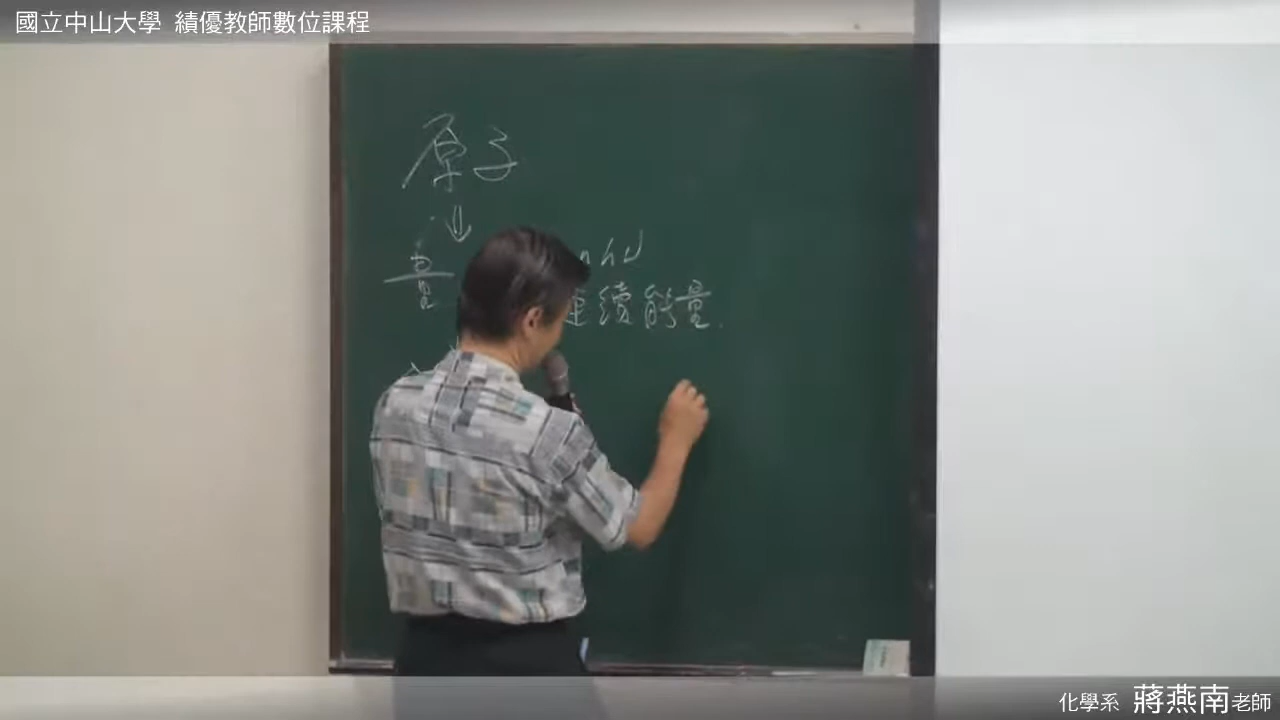 國立中山大學 績優教師數位課程
原子
↓
量
nhν
連續能量.
化學系 蔣燕南老師